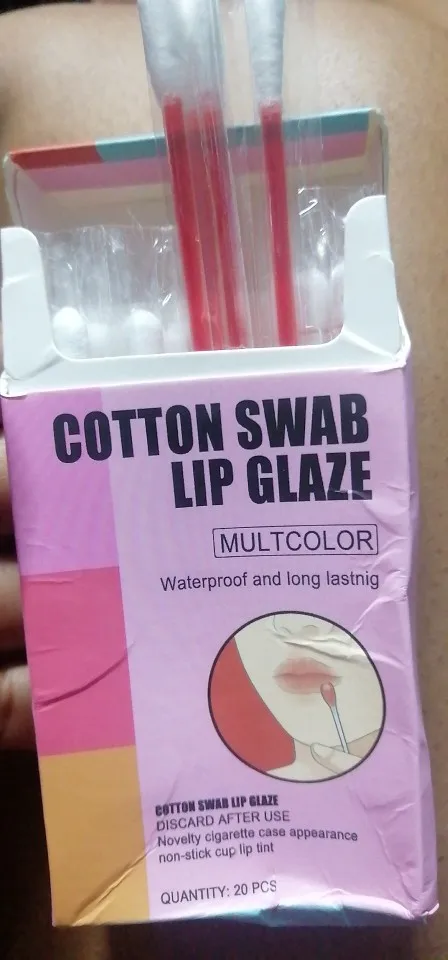 COTTON SWAB
LIP GLAZE
MULTCOLOR
Waterproof and long lastnig
COTTON SWAB LIP GLAZE
DISCARD AFTER USE
Novelty cigarette case appearance
non-stick cup lip tint
QUANTITY: 20 PCS